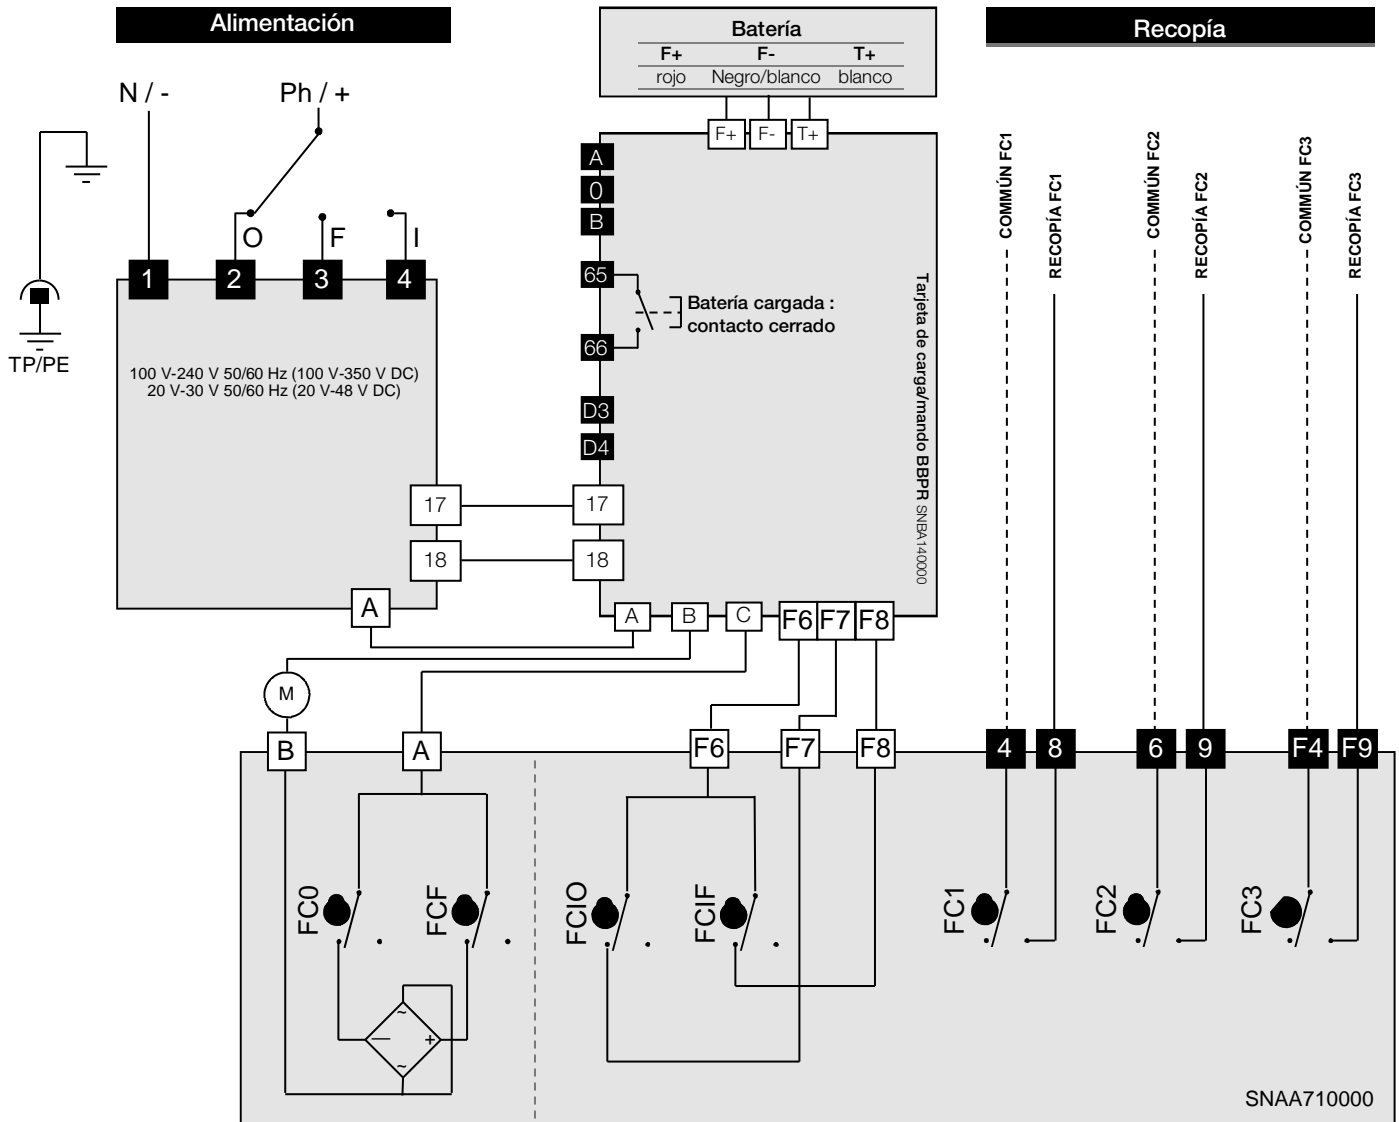 Alimentación
Batería
F+ F- T+
rojo Negro/blanco blanco
Recopía
N / -
Ph / +
F+ F- T+
A
0
B
COMMÚN FC1
RECOPÍA FC1
COMMÚN FC2
RECOPÍA FC2
COMMÚN FC3
RECOPÍA FC3
O F I
1 2 3 4
TP/PE
65
66
Batería cargada :
contacto cerrado
Tarjeta de carga/mando BBPR SNBA140000
100 V-240 V 50/60 Hz (100 V-350 V DC)
20 V-30 V 50/60 Hz (20 V-48 V DC)
D3
D4
17 17
18 18
A
A B C F6 F7 F8
M
B A F6 F7 F8 4 8 6 9 F4 F9
FC0
FCF
FCIO
FCIF
FC1
FC2
FC3
~
— +
~
SNAA710000